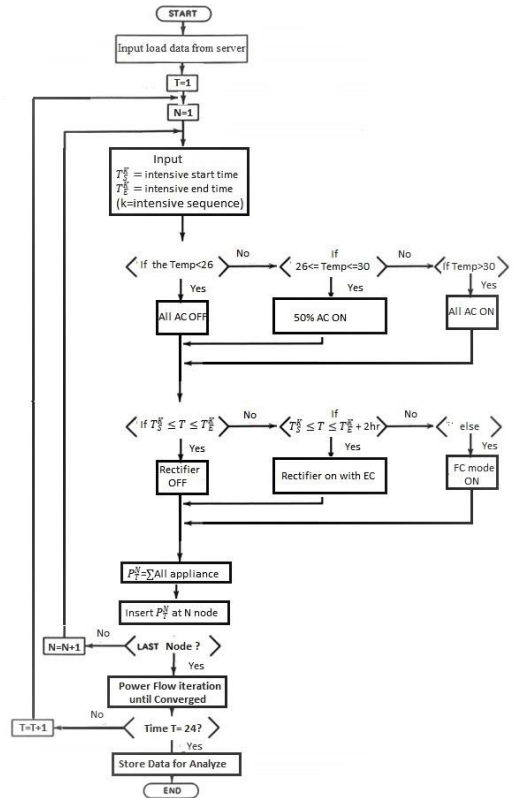 START
Input load data from server
T=1
N=1
Input
T_S^K = intensive start time
T_E^K = intensive end time
(k=intensive sequence)
If the Temp<26
No
If
26<= Temp<=30
No
If Temp>30
Yes
Yes
Yes
All AC OFF
50% AC ON
All AC ON
If T_S^K ≤ T ≤ T_E^K
No
If
T_S^K ≤ T ≤ T_E^K + 2hr
No
else
Yes
Yes
Yes
Rectifier
OFF
Rectifier on with EC
FC mode
ON
P_T^N=∑All appliance
Insert P_T^N at N node
No
N=N+1
LAST Node ?
Yes
Power Flow iteration
until Converged
No
T=T+1
Time T= 24?
Yes
Store Data for Analyze
END